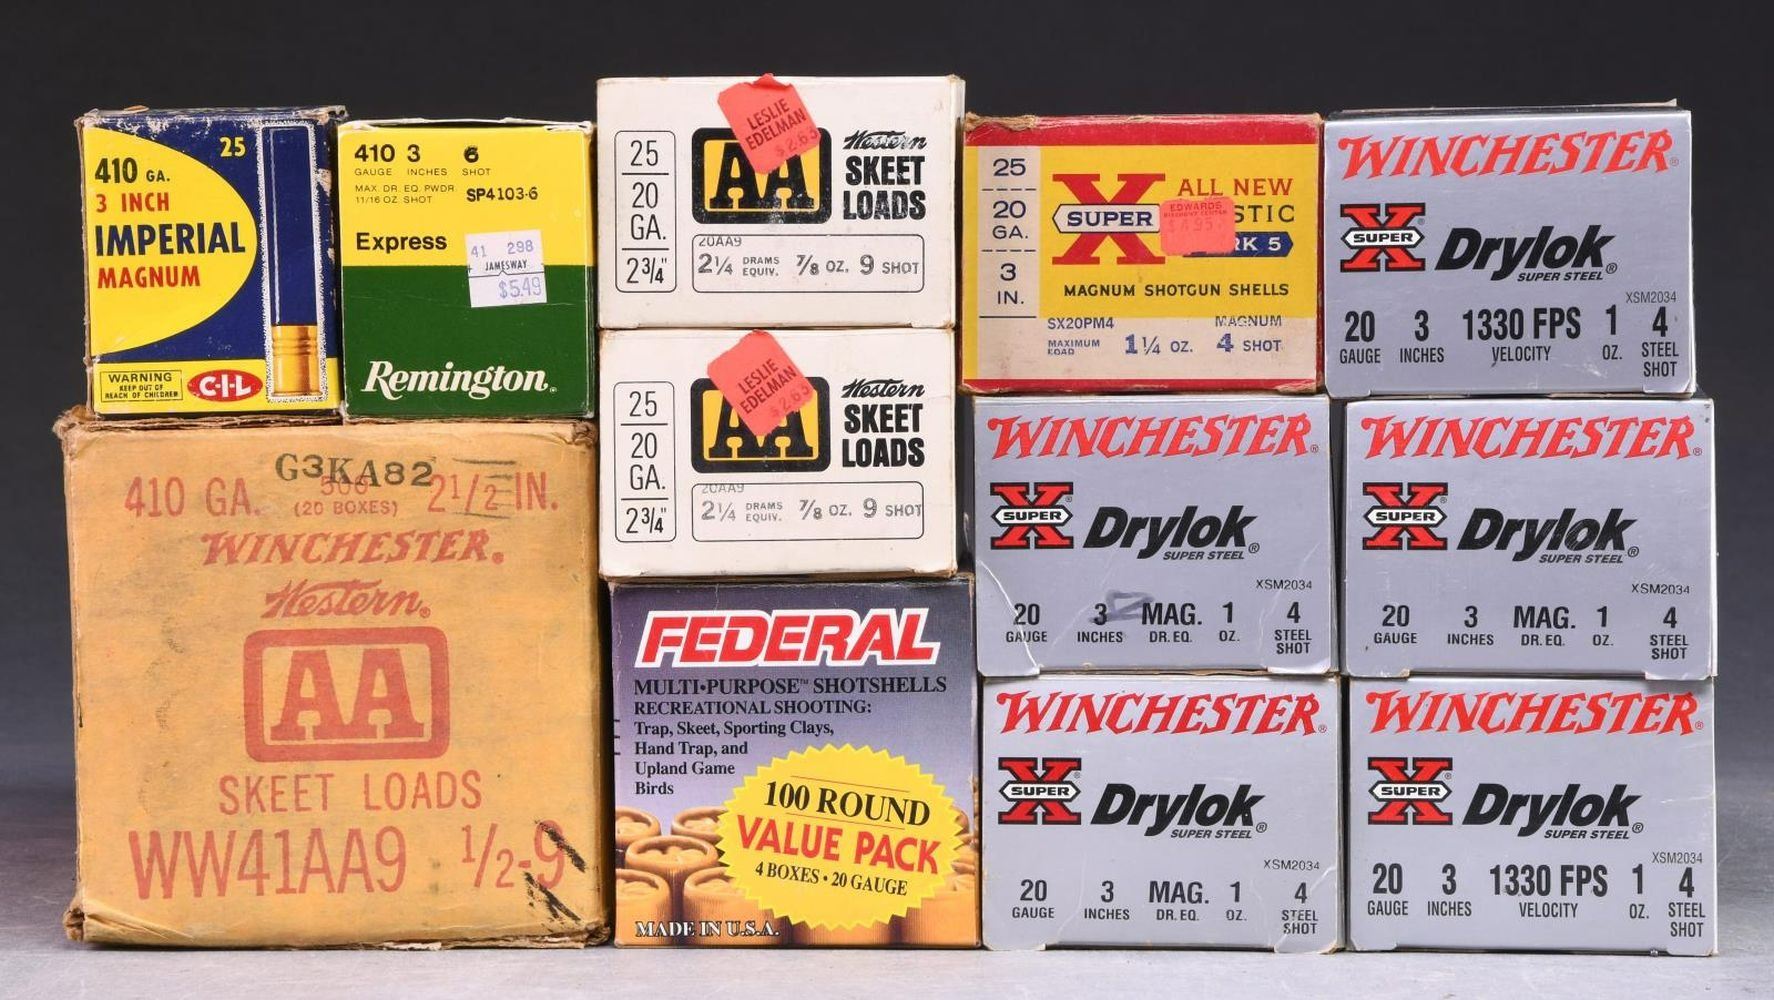 25
410 GA.
3 INCH
IMPERIAL
MAGNUM
WARNING
KEEP OUT OF
REACH OF CHILDREN
C-I-L
410 3 6
GAUGE INCHES SHOT
MAX. DR. EQ. PWDR.
11/16 OZ. SHOT
SP4103-6
Express
41 298
JAMESWAY
$5.49
Remington®
LESLIE
EDELMAN
$2.63
25
20
GA.
2 3/4"
AA
Western
SKEET
LOADS
20AA9
2 1/4 DRAMS EQUIV. 7/8 OZ. 9 SHOT
LESLIE
EDELMAN
$2.63
25
20
GA.
2 3/4"
AA
Western
SKEET
LOADS
20AA9
2 1/4 DRAMS EQUIV. 7/8 OZ. 9 SHOT
25
20
GA.
3
IN.
SUPER X
ALL NEW
STIC
RK 5
EDWARDS
$4.95
MAGNUM SHOTGUN SHELLS
SX20PM4
MAXIMUM LOAD 1 1/4 OZ.
MAGNUM
4 SHOT
WINCHESTER®
SUPER X® Drylok
SUPER STEEL®
XSM2034
20 3 1330 FPS 1 4
GAUGE INCHES VELOCITY OZ. STEEL SHOT
G3KA82
410 GA. 500 2 1/2 IN.
(20 BOXES)
WINCHESTER®
Western®
AA
SKEET LOADS
WW41AA9 1/2-9
FEDERAL
MULTI•PURPOSE™ SHOTSHELLS
RECREATIONAL SHOOTING:
Trap, Skeet, Sporting Clays,
Hand Trap, and
Upland Game
Birds
100 ROUND
VALUE PACK
4 BOXES • 20 GAUGE
MADE IN U.S.A.
WINCHESTER®
SUPER X® Drylok
SUPER STEEL®
XSM2034
20 3 MAG. 1 4
GAUGE INCHES DR. EQ. OZ. STEEL SHOT
WINCHESTER®
SUPER X® Drylok
SUPER STEEL®
XSM2034
20 3 MAG. 1 4
GAUGE INCHES DR. EQ. OZ. STEEL SHOT
WINCHESTER®
SUPER X® Drylok
SUPER STEEL®
XSM2034
20 3 MAG. 1 4
GAUGE INCHES DR. EQ. OZ. STEEL SHOT
WINCHESTER®
SUPER X® Drylok
SUPER STEEL®
XSM2034
20 3 1330 FPS 1 4
GAUGE INCHES VELOCITY OZ. STEEL SHOT